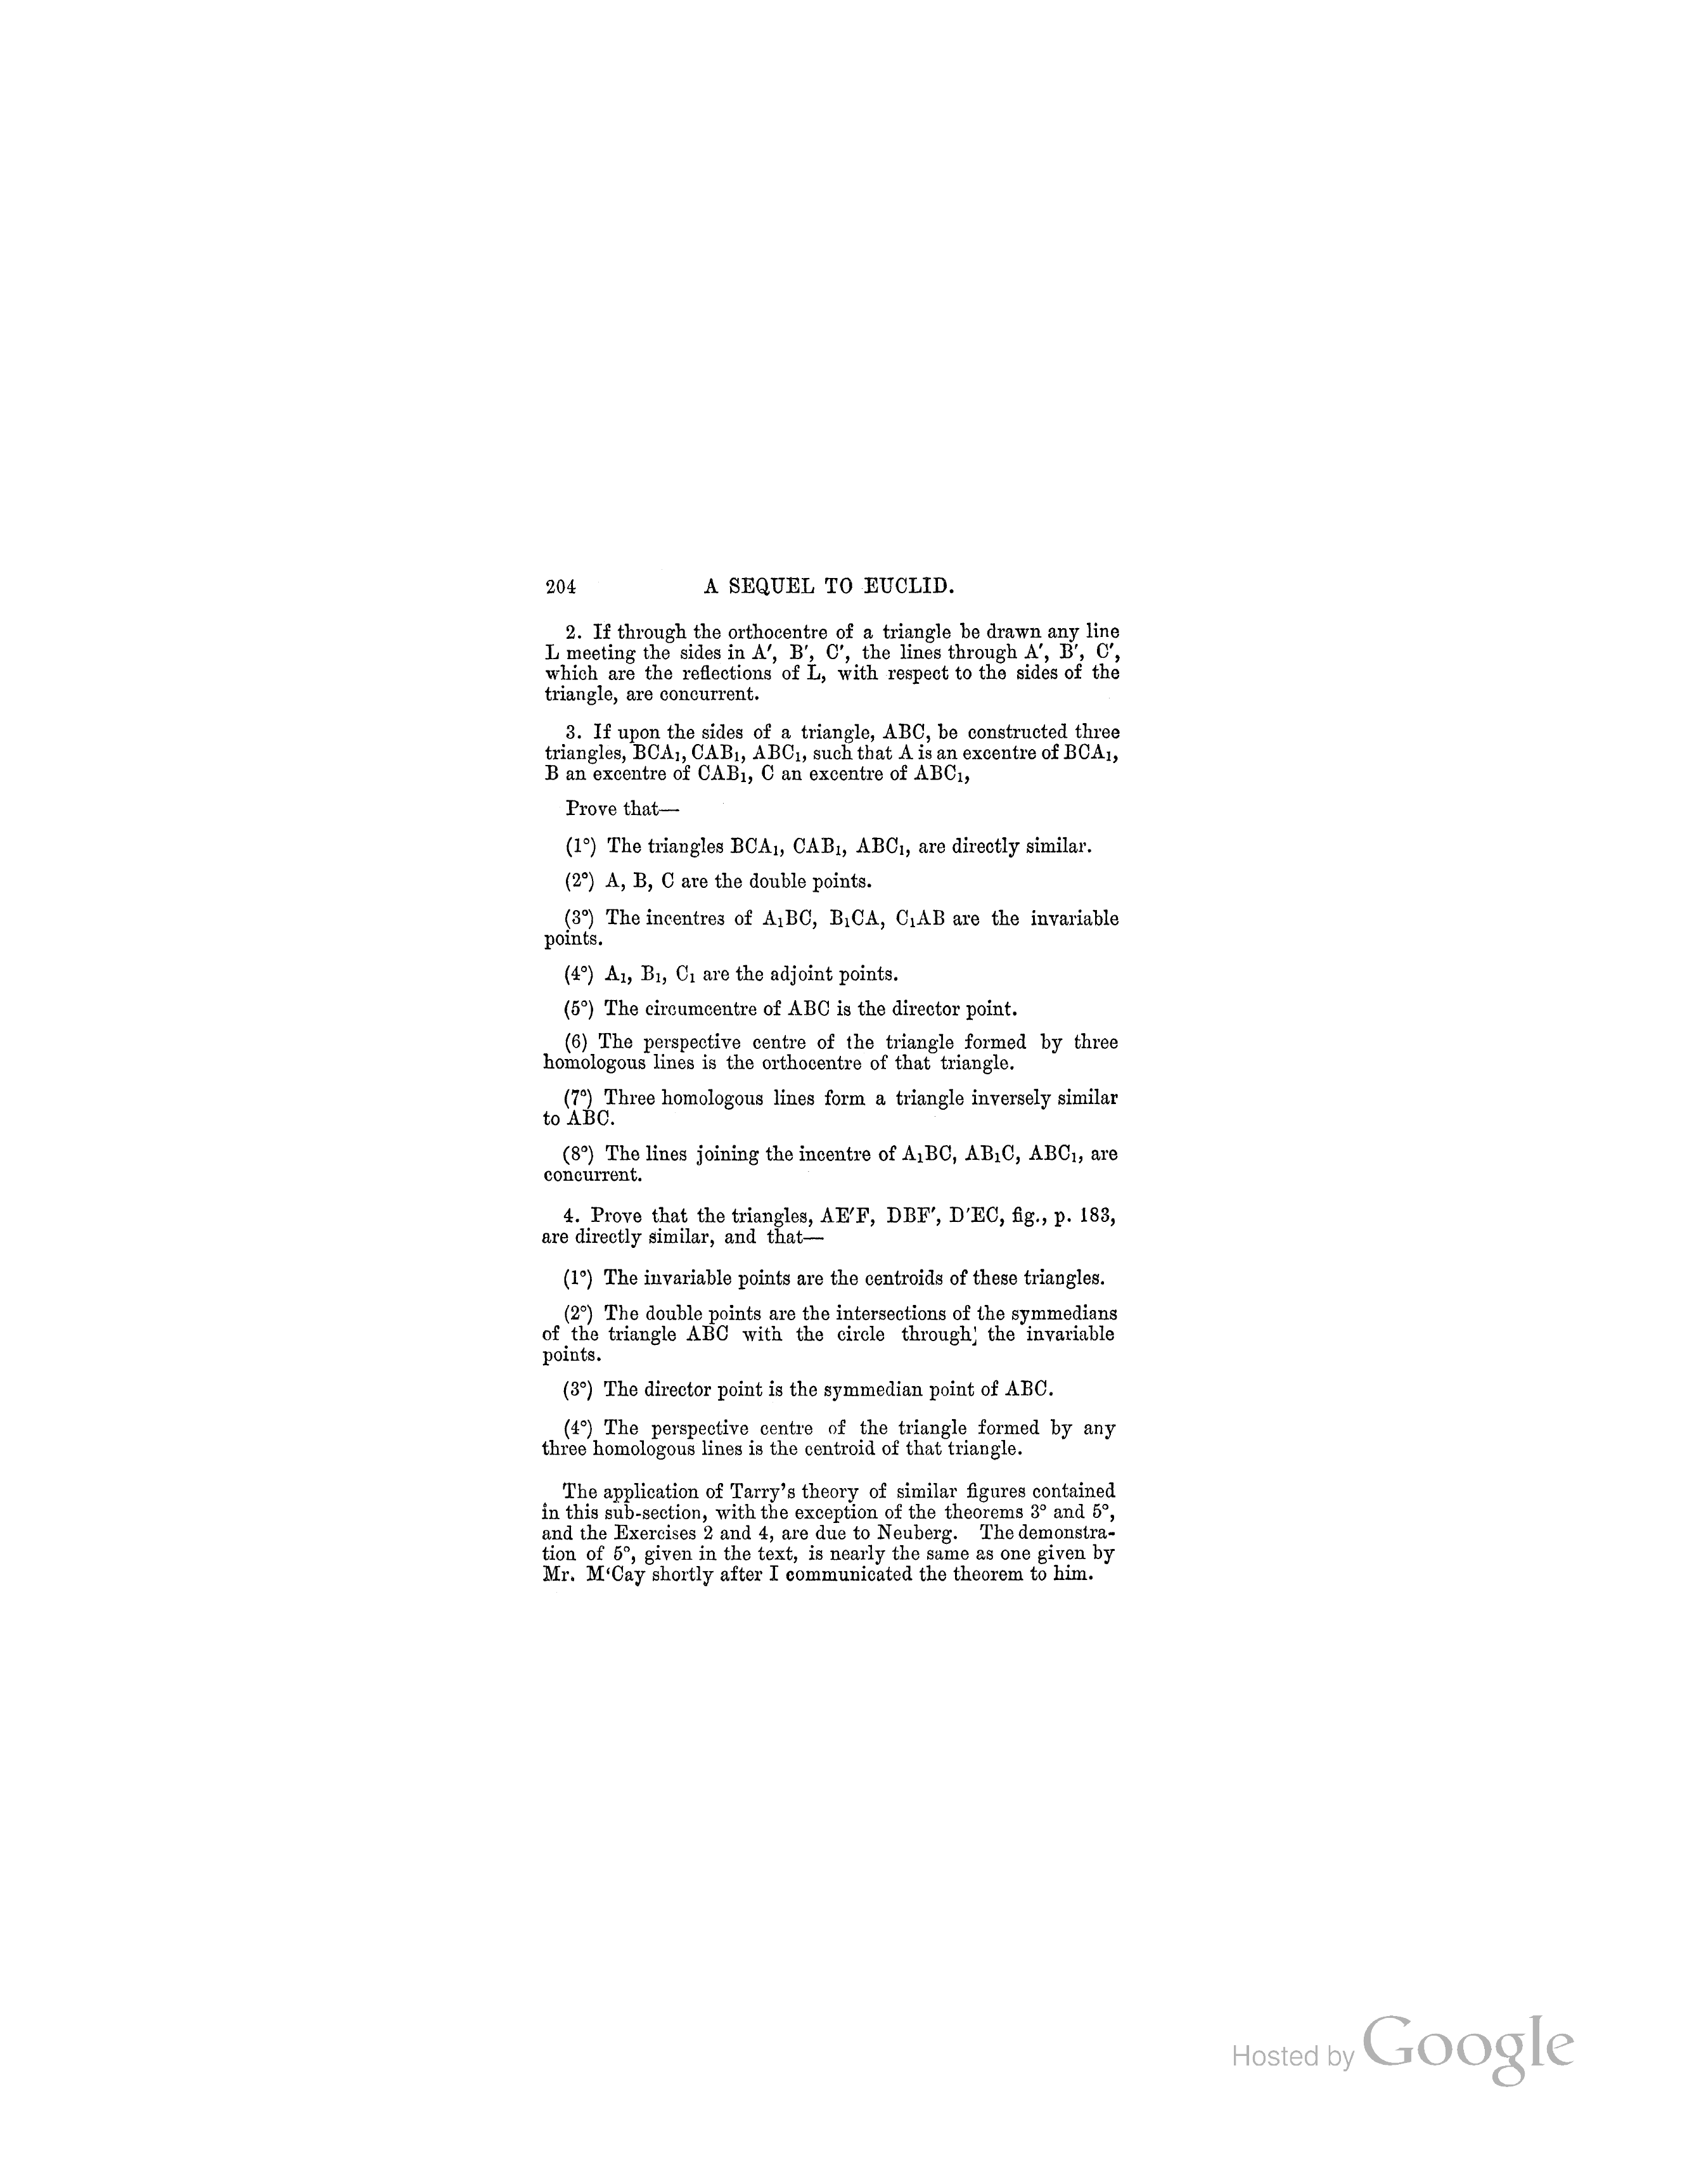 204 A SEQUEL TO EUCLID.
2. If through the orthocentre of a triangle be drawn any line
L meeting the sides in A′, B′, C′, the lines through A′, B′, C′,
which are the reflections of L, with respect to the sides of the
triangle, are concurrent.
3. If upon the sides of a triangle, ABC, be constructed three
triangles, BCA₁, CAB₁, ABC₁, such that A is an excentre of BCA₁,
B an excentre of CAB₁, C an excentre of ABC₁,
Prove that—
(1°) The triangles BCA₁, CAB₁, ABC₁, are directly similar.
(2°) A, B, C are the double points.
(3°) The incentres of A₁BC, B₁CA, C₁AB are the invariable
points.
(4°) A₁, B₁, C₁ are the adjoint points.
(5°) The circumcentre of ABC is the director point.
(6) The perspective centre of the triangle formed by three
homologous lines is the orthocentre of that triangle.
(7°) Three homologous lines form a triangle inversely similar
to ABC.
(8°) The lines joining the incentre of A₁BC, AB₁C, ABC₁, are
concurrent.
4. Prove that the triangles, AE′F, DBF′, D′EC, fig., p. 183,
are directly similar, and that—
(1°) The invariable points are the centroids of these triangles.
(2°) The double points are the intersections of the symmedians
of the triangle ABC with the circle through; the invariable
points.
(3°) The director point is the symmedian point of ABC.
(4°) The perspective centre of the triangle formed by any
three homologous lines is the centroid of that triangle.
The application of Tarry's theory of similar figures contained
in this sub-section, with the exception of the theorems 3° and 5°,
and the Exercises 2 and 4, are due to Neuberg. The demonstra-
tion of 5°, given in the text, is nearly the same as one given by
Mr. M‘Cay shortly after I communicated the theorem to him.
Hosted by Google